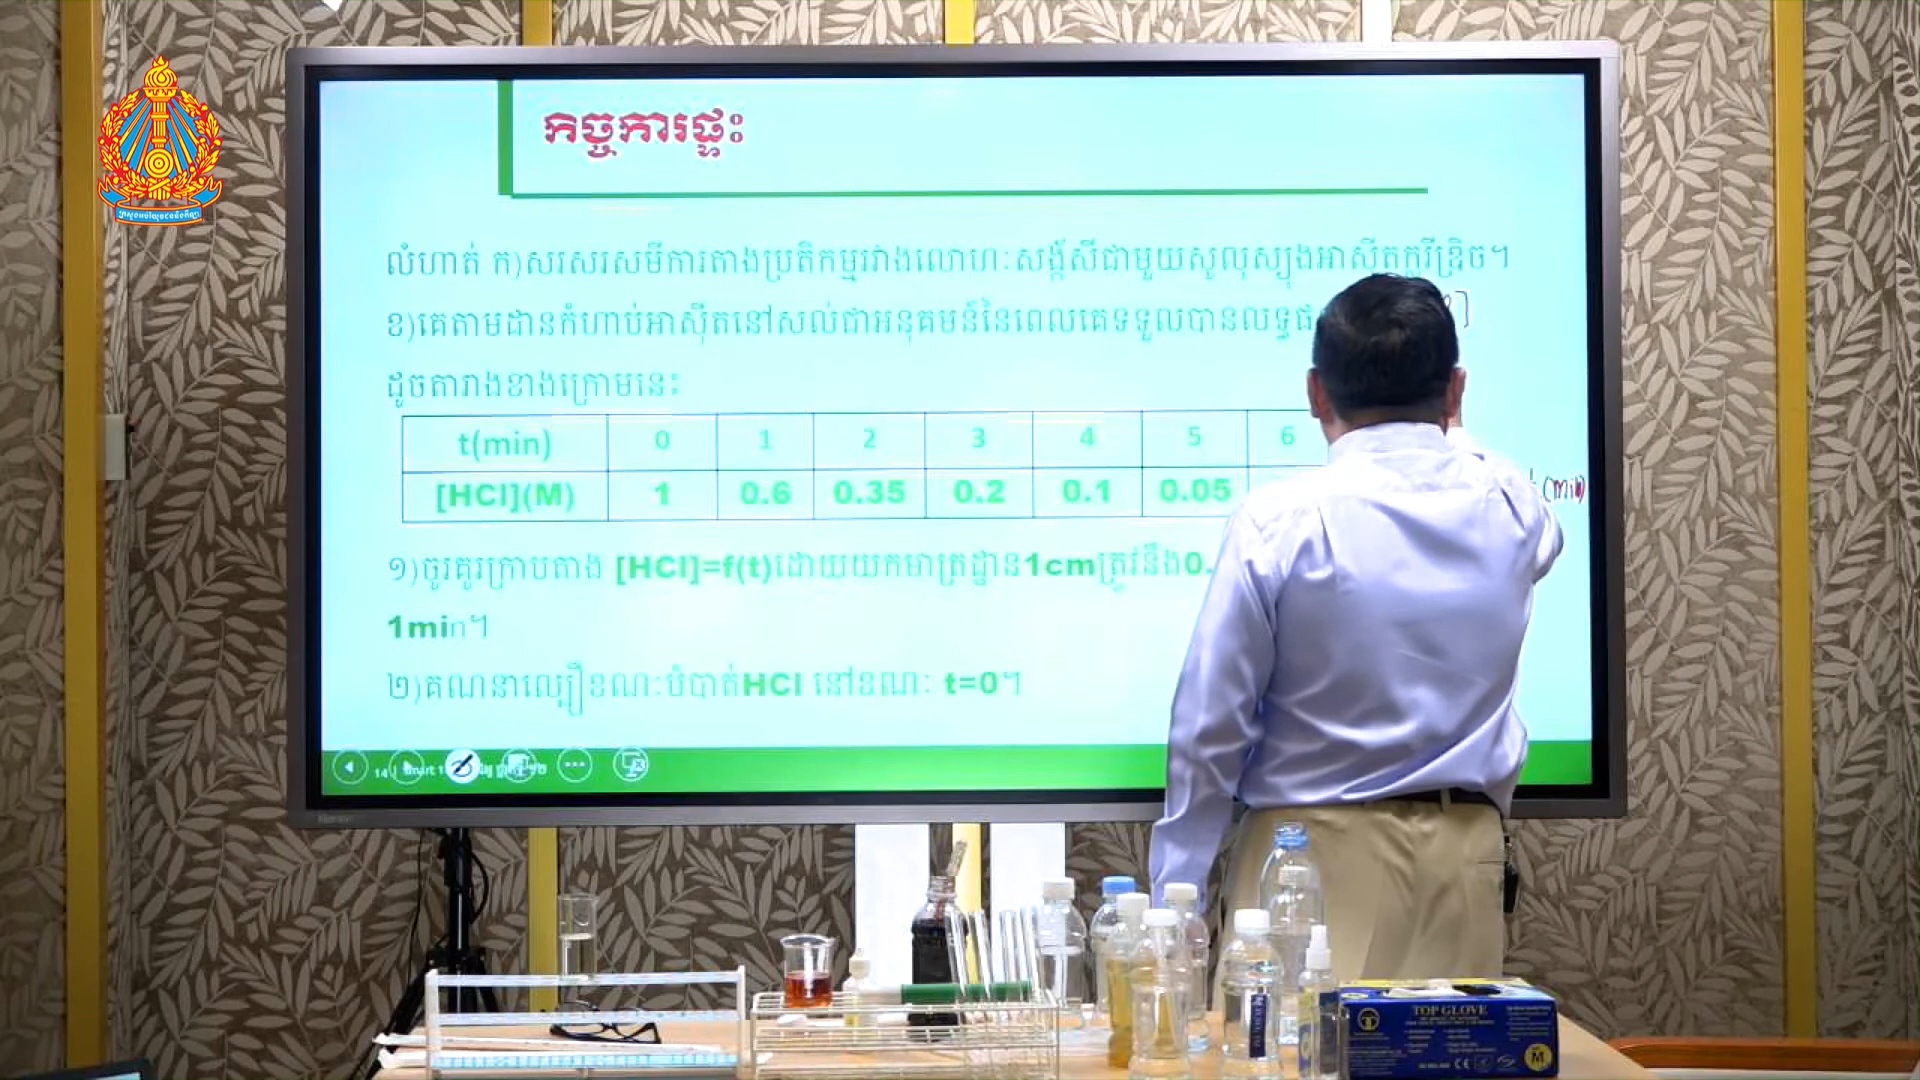 កិច្ចការផ្ទះ
លំហាត់ ក)សរសេរសមីការតាងប្រតិកម្មរវាងលោហៈសង្ក័សីជាមួយសូលុស្យុងអាស៊ីតក្លរីឌ្រិច។
ខ)គេតាមដានកំហាប់អាស៊ីតនៅសល់ជាអនុគមន៍នៃពេលគេទទួលបានលទ្ធផ
ដូចតារាងខាងក្រោមនេះ
t(min) 0 1 2 3 4 5 6
[HCl](M) 1 0.6 0.35 0.2 0.1 0.05
(min)
១)ចូរគូរក្រាបតាង [HCl]=f(t)ដោយយកមាត្រដ្ឋាន1cmត្រូវនឹង0.
1min។
២)គណនាល្បឿនខណៈបំបាត់HCl នៅខណៈ t=0។
14 |
TOP GLOVE
M